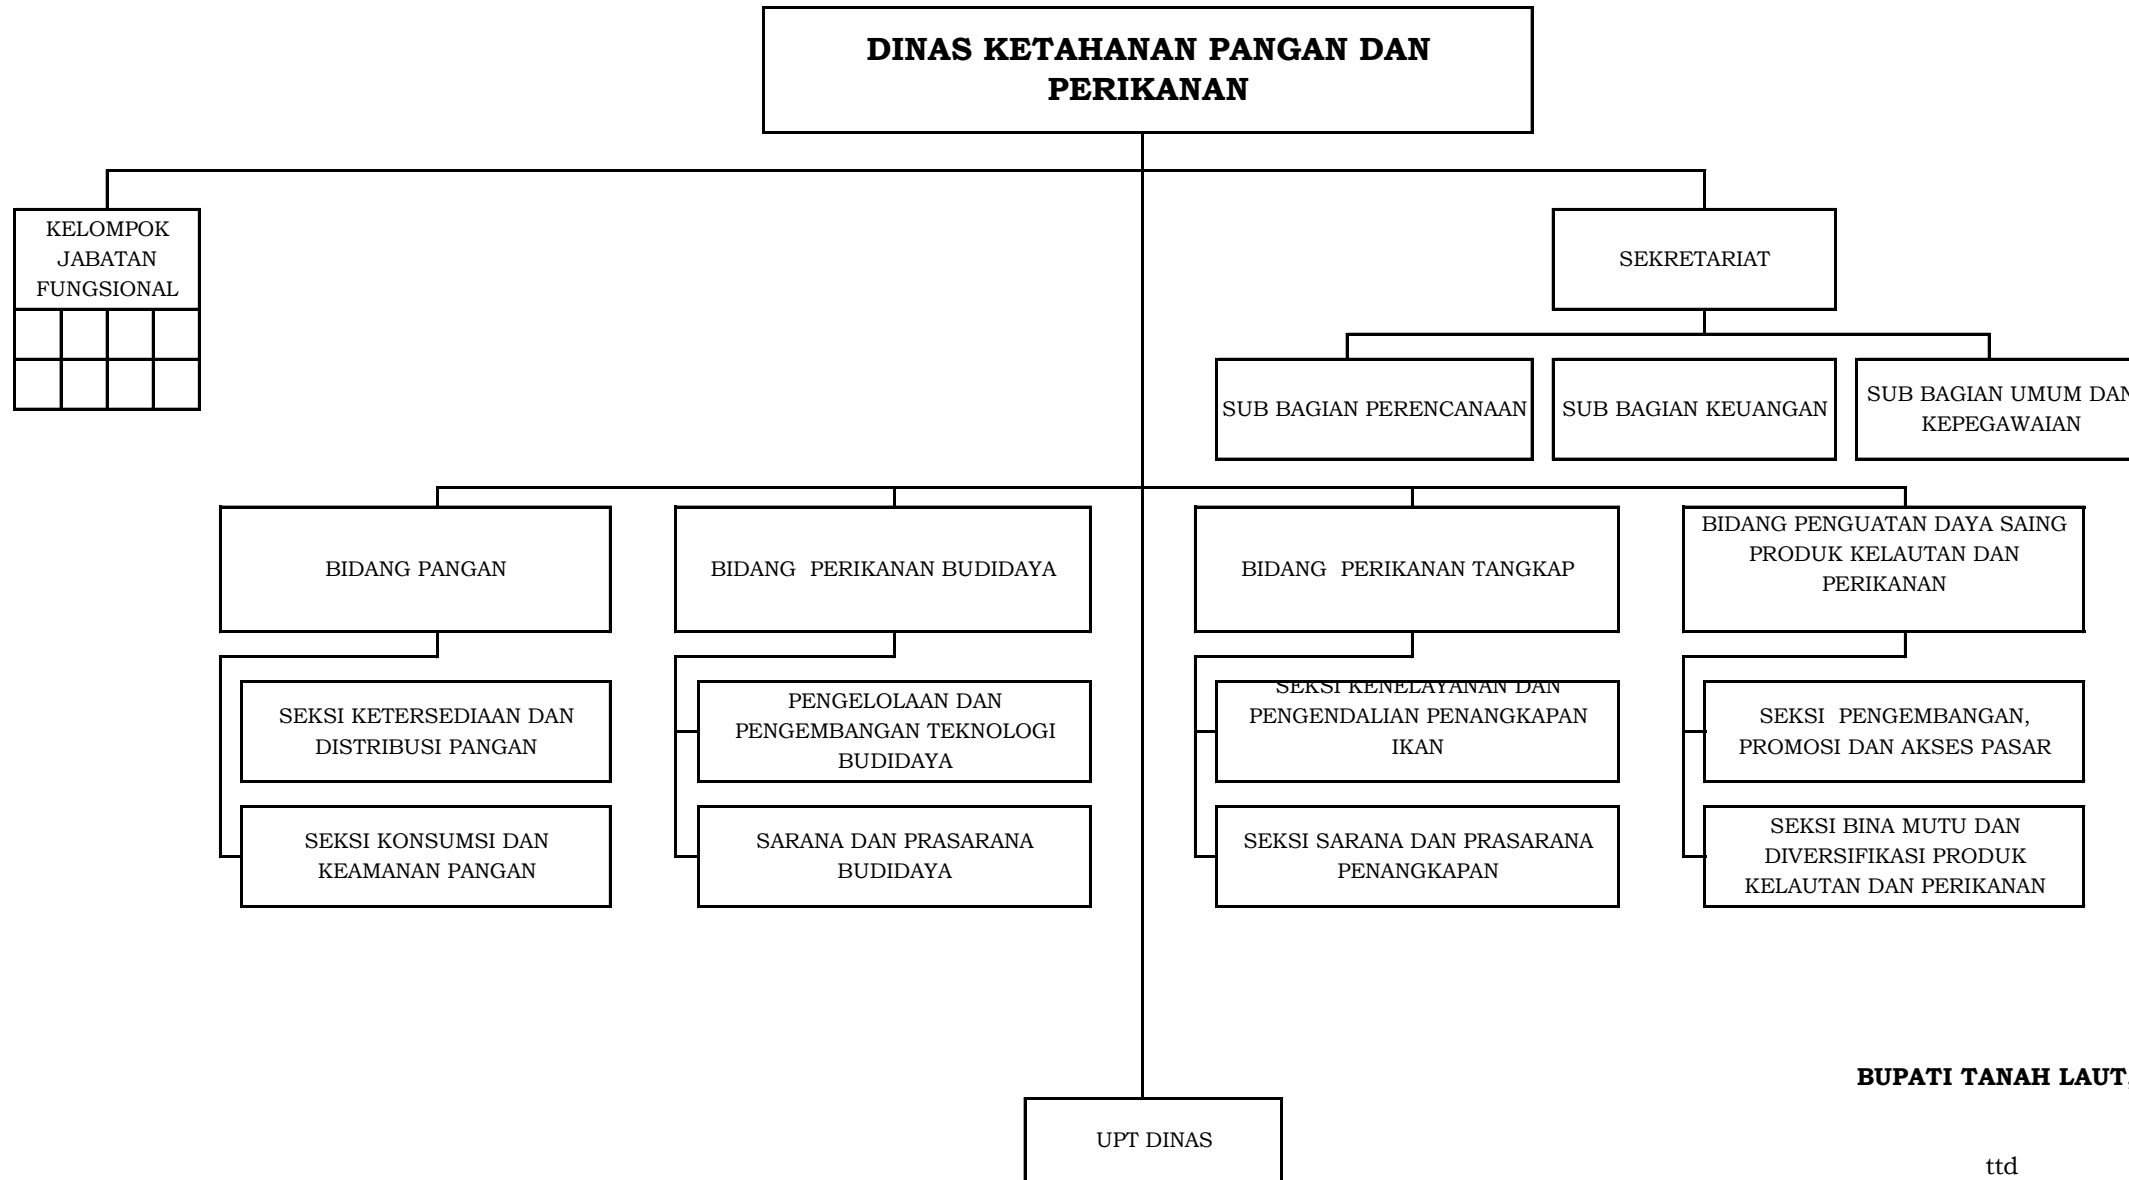 DINAS KETAHANAN PANGAN DAN
PERIKANAN
KELOMPOK
JABATAN
FUNGSIONAL
SEKRETARIAT
SUB BAGIAN PERENCANAAN
SUB BAGIAN KEUANGAN
SUB BAGIAN UMUM DAN
KEPEGAWAIAN
BIDANG PANGAN
BIDANG PERIKANAN BUDIDAYA
BIDANG PERIKANAN TANGKAP
BIDANG PENGUATAN DAYA SAING
PRODUK KELAUTAN DAN
PERIKANAN
SEKSI KETERSEDIAAN DAN
DISTRIBUSI PANGAN
PENGELOLAAN DAN
PENGEMBANGAN TEKNOLOGI
BUDIDAYA
SEKSI KENELAYANAN DAN
PENGENDALIAN PENANGKAPAN
IKAN
SEKSI PENGEMBANGAN,
PROMOSI DAN AKSES PASAR
SEKSI KONSUMSI DAN
KEAMANAN PANGAN
SARANA DAN PRASARANA
BUDIDAYA
SEKSI SARANA DAN PRASARANA
PENANGKAPAN
SEKSI BINA MUTU DAN
DIVERSIFIKASI PRODUK
KELAUTAN DAN PERIKANAN
BUPATI TANAH LAUT,
UPT DINAS
ttd